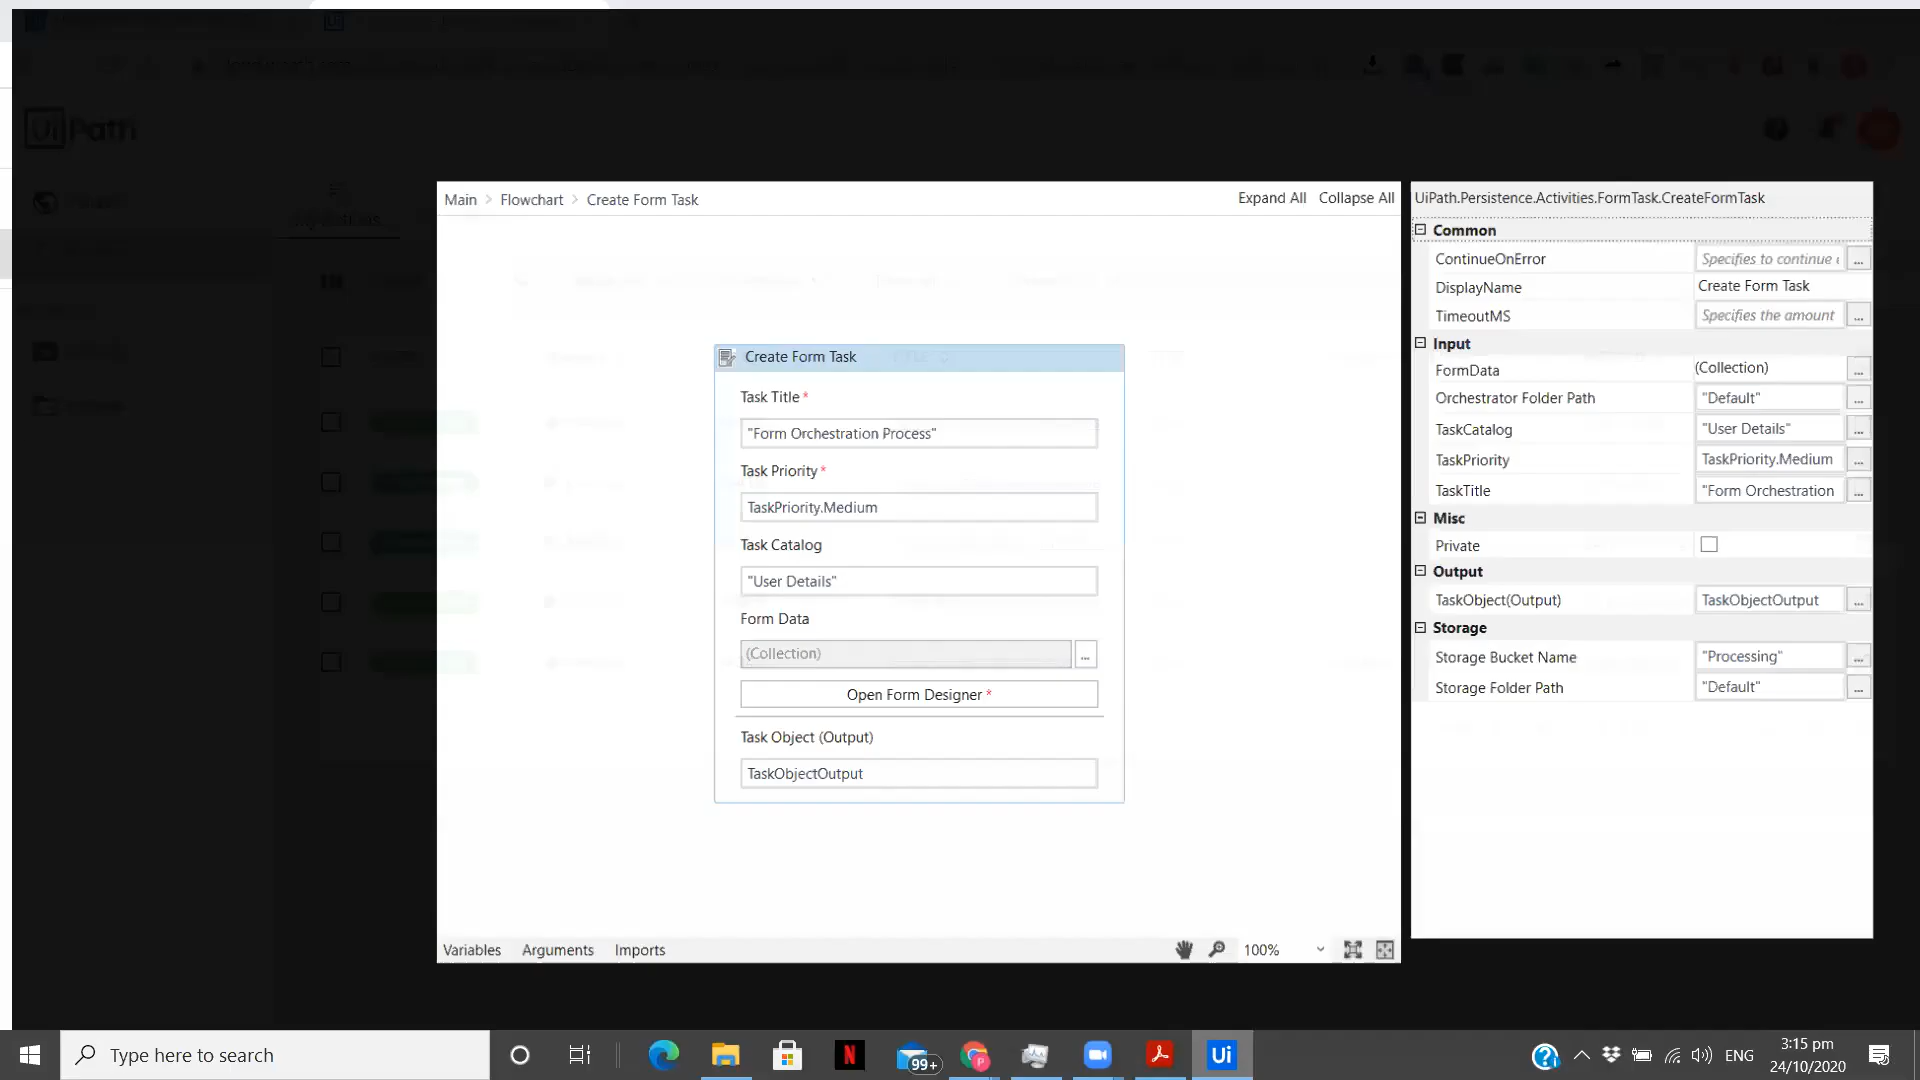 UiPath
Main > Flowchart > Create Form Task
Expand All Collapse All
Create Form Task
Task Title *
"Form Orchestration Process"
Task Priority *
TaskPriority.Medium
Task Catalog
"User Details"
Form Data
(Collection)
...
Open Form Designer *
Task Object (Output)
TaskObjectOutput
Variables Arguments Imports
100%
UiPath.Persistence.Activities.FormTask.CreateFormTask
Common
ContinueOnError Specifies to continue e ...
DisplayName Create Form Task
TimeoutMS Specifies the amount ...
Input
FormData (Collection) ...
Orchestrator Folder Path "Default" ...
TaskCatalog "User Details" ...
TaskPriority TaskPriority.Medium ...
TaskTitle "Form Orchestration ...
Misc
Private
Output
TaskObject(Output) TaskObjectOutput ...
Storage
Storage Bucket Name "Processing" ...
Storage Folder Path "Default" ...
Type here to search
99+
Ui
ENG
3:15 pm
24/10/2020